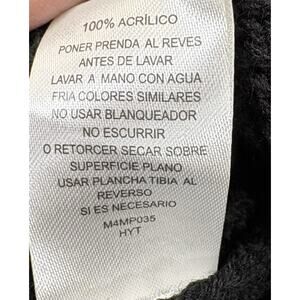 100% ACRÍLICO
PONER PRENDA AL REVES
ANTES DE LAVAR
LAVAR A MANO CON AGUA
FRIA COLORES SIMILARES
NO USAR BLANQUEADOR
NO ESCURRIR
O RETORCER SECAR SOBRE
SUPERFICIE PLANO
USAR PLANCHA TIBIA AL
REVERSO
SI ES NECESARIO
M4MP035
HYT